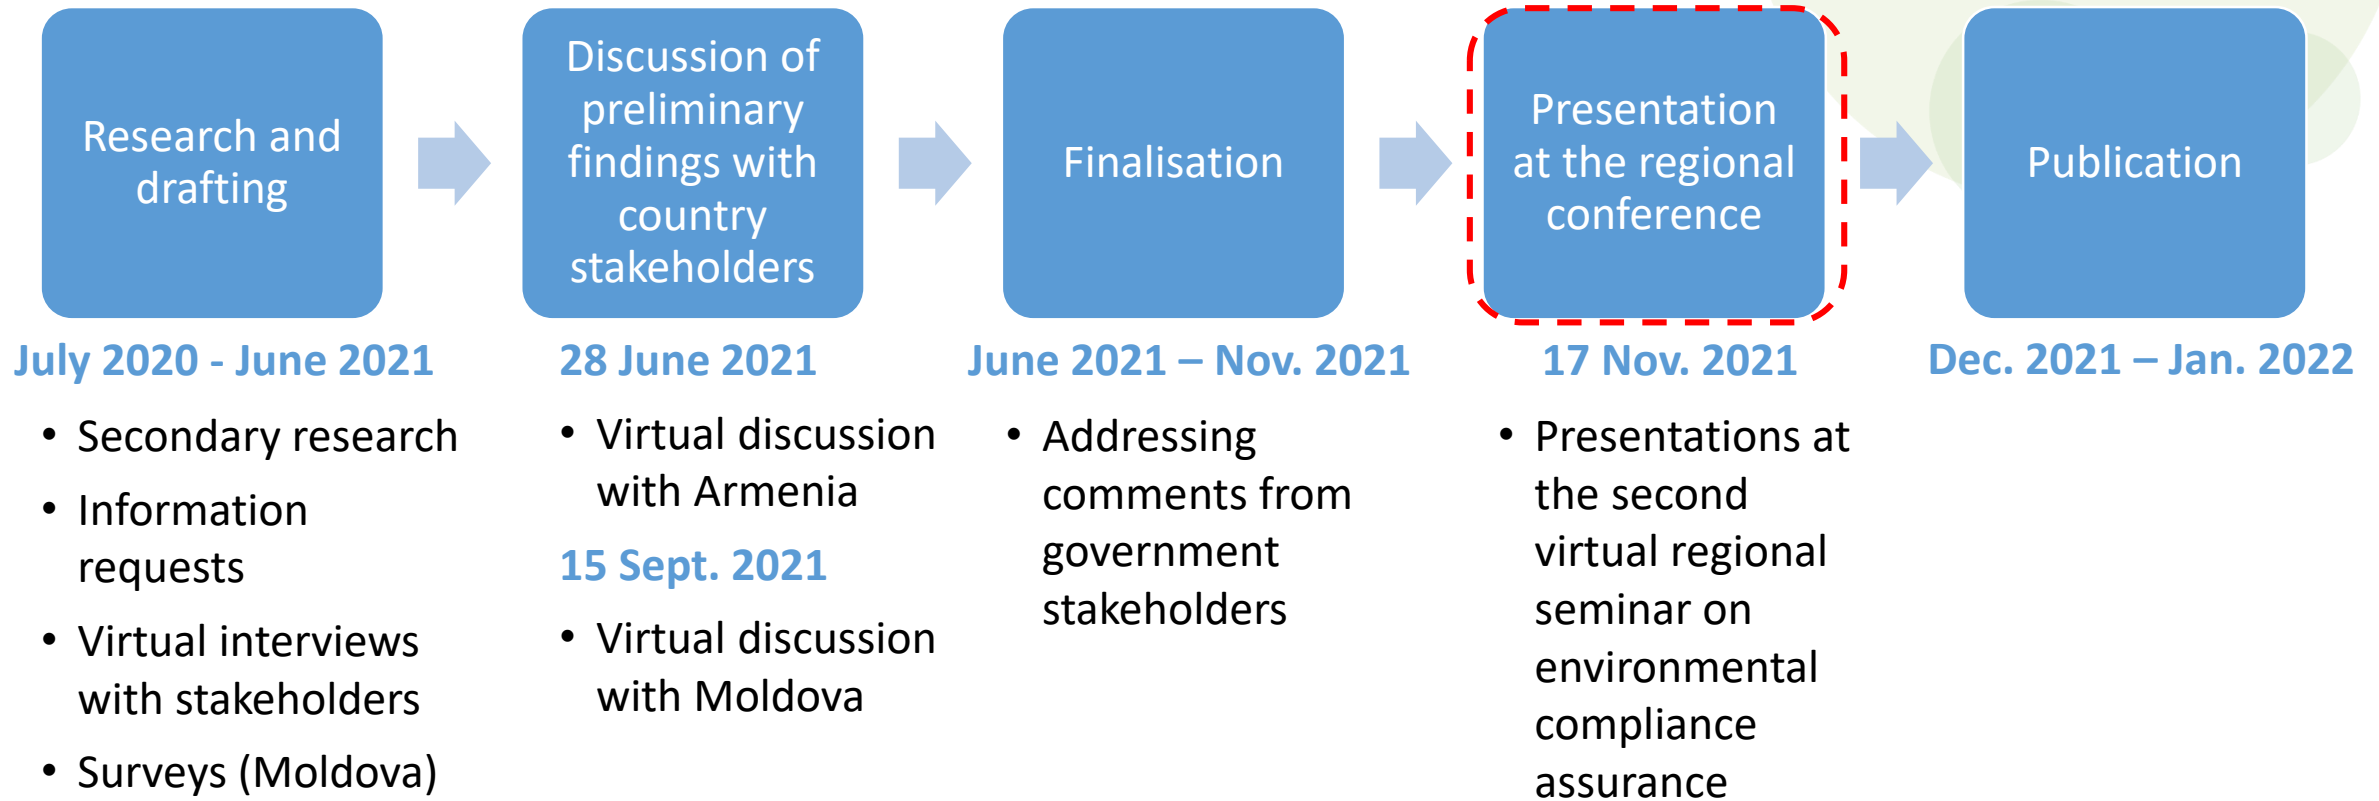 Research and
drafting
Discussion of
preliminary
findings with
country
stakeholders
Finalisation
Presentation
at the regional
conference
Publication
July 2020 - June 2021
• Secondary research
• Information
requests
• Virtual interviews
with stakeholders
• Surveys (Moldova)
28 June 2021
• Virtual discussion
with Armenia
15 Sept. 2021
• Virtual discussion
with Moldova
June 2021 – Nov. 2021
• Addressing
comments from
government
stakeholders
17 Nov. 2021
• Presentations at
the second
virtual regional
seminar on
environmental
compliance
assurance
Dec. 2021 – Jan. 2022